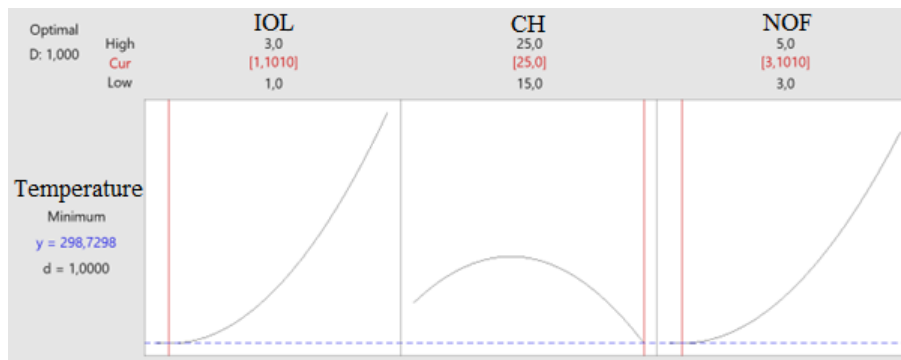 Optimal
D: 1,000
High
Cur
Low
IOL
3,0
[1,1010]
1,0
CH
25,0
[25,0]
15,0
NOF
5,0
[3,1010]
3,0
Temperature
Minimum
y = 298,7298
d = 1,0000